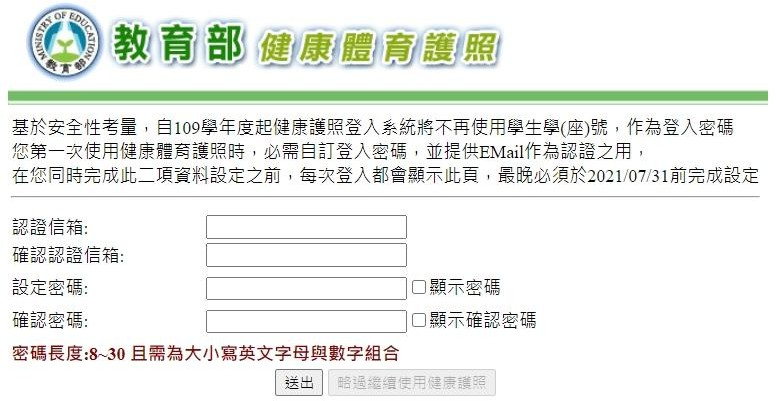 MINISTRY OF EDUCATION
教育部
教育部 健康體育護照
基於安全性考量，自109學年度起健康護照登入系統將不再使用學生學(座)號，作為登入密碼
您第一次使用健康體育護照時，必需自訂登入密碼，並提供EMail作為認證之用，
在您同時完成此二項資料設定之前，每次登入都會顯示此頁，最晚必須於2021/07/31前完成設定
認證信箱:
確認認證信箱:
設定密碼: 顯示密碼
確認密碼: 顯示確認密碼
密碼長度:8~30 且需為大小寫英文字母與數字組合
送出 略過繼續使用健康護照